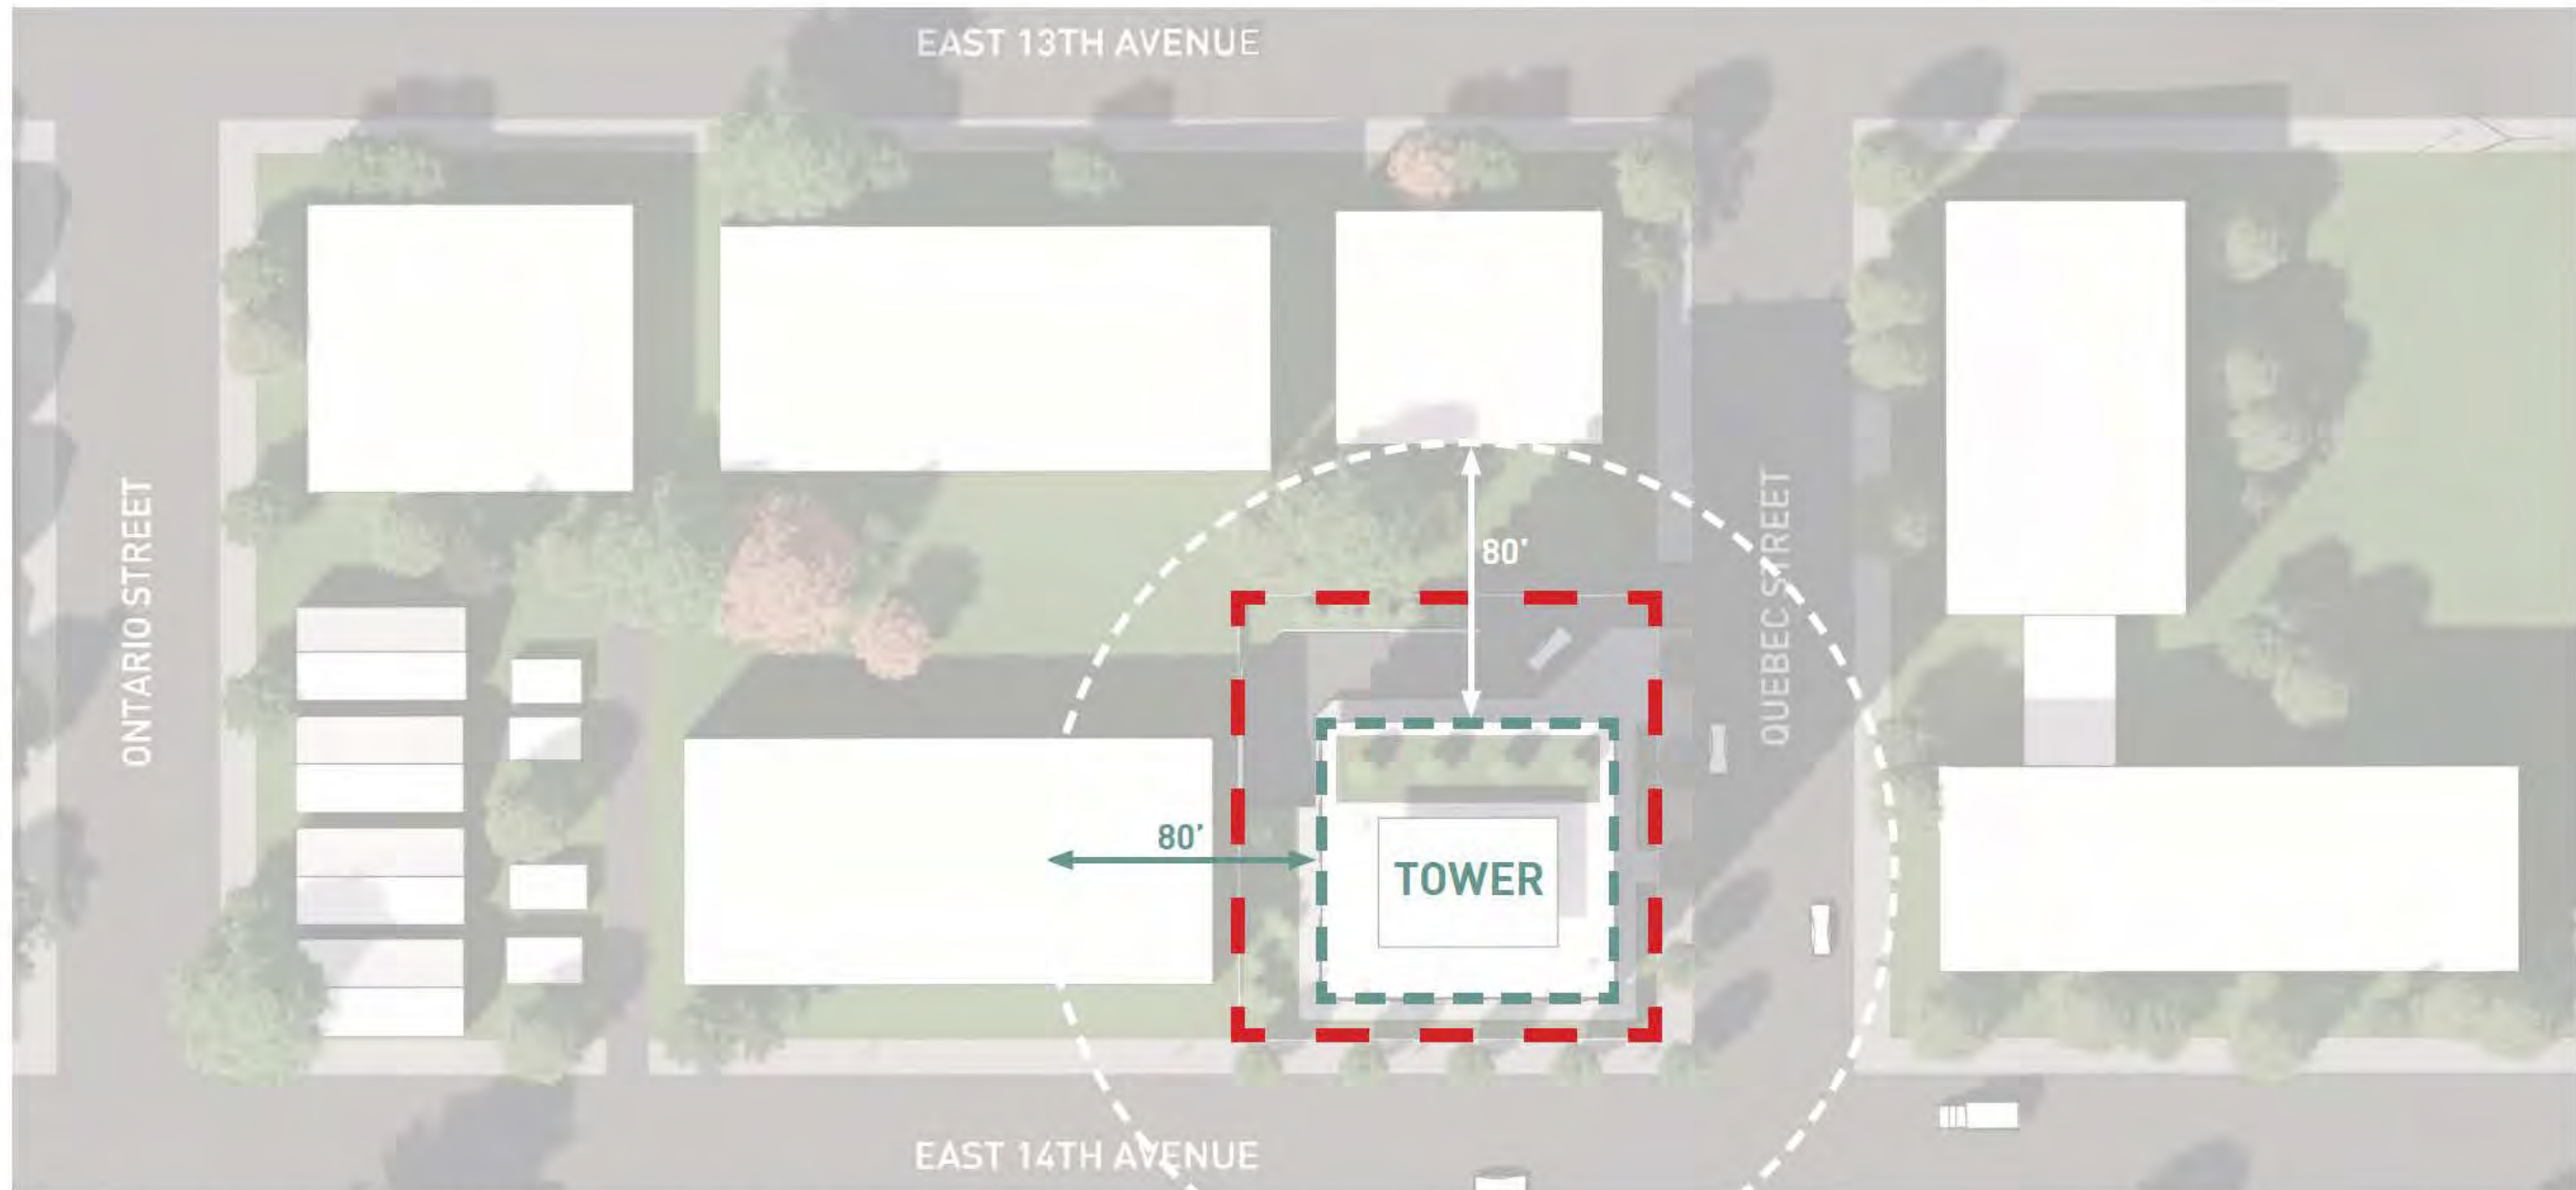 EAST 13TH AVENUE
ONTARIO STREET
QUEBEC STREET
80’
80’
TOWER
EAST 14TH AVENUE